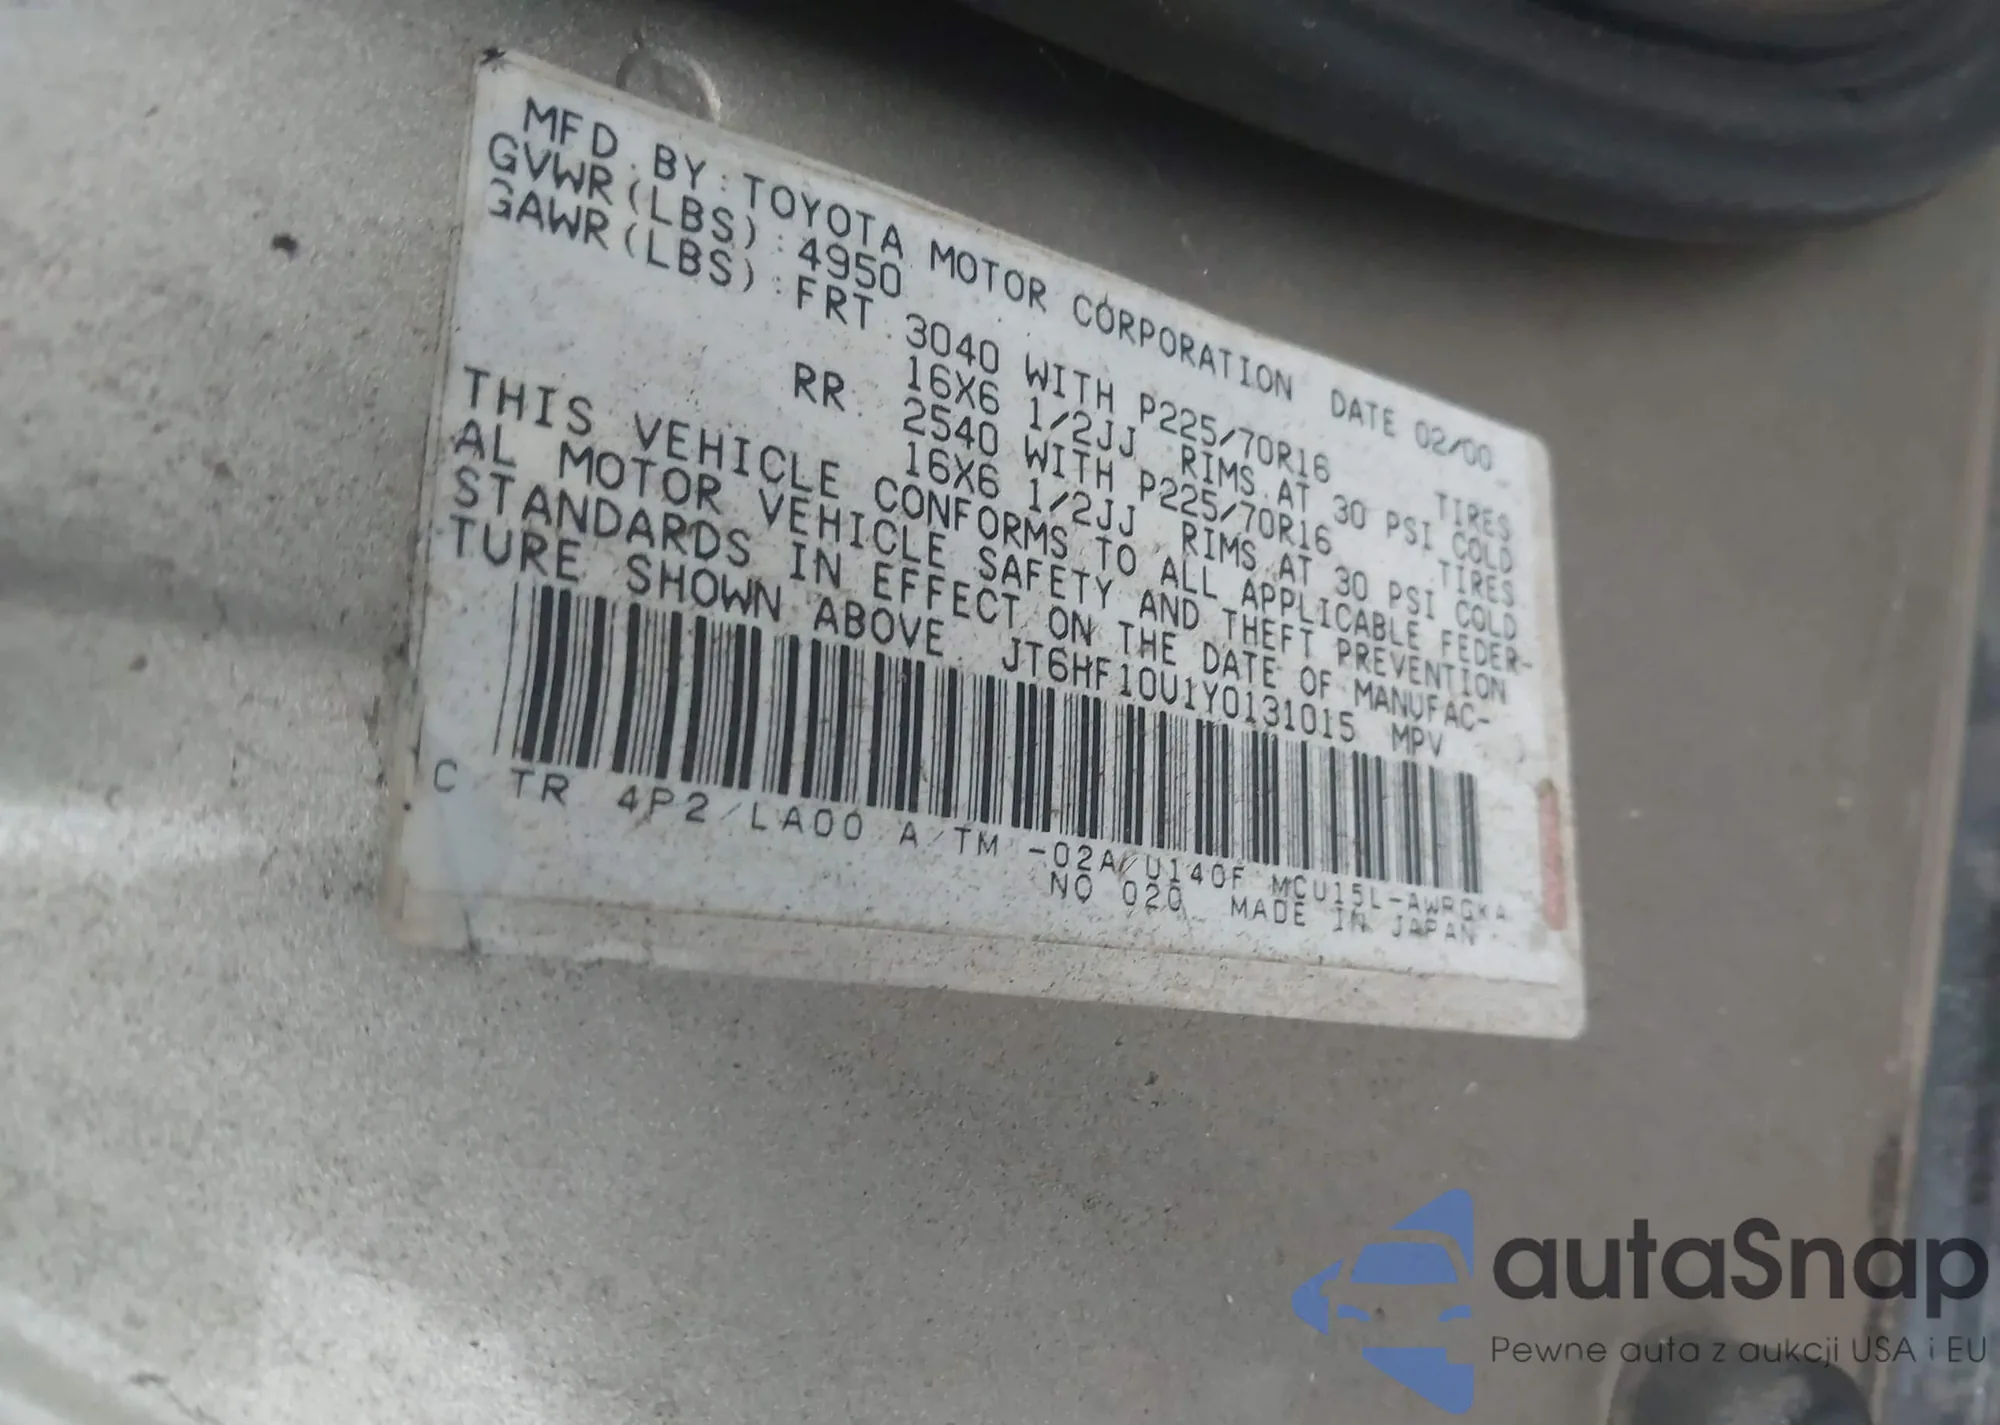 MFD. BY: TOYOTA MOTOR CORPORATION DATE 02/00
GVWR(LBS): 4950
GAWR(LBS): FRT. 3040 WITH P225/70R16 TIRES
16X6 1/2JJ RIMS. AT 30 PSI COLD
RR. 2540 WITH P225/70R16 TIRES
16X6 1/2JJ RIMS. AT 30 PSI COLD
THIS VEHICLE CONFORMS TO ALL APPLICABLE FEDER-
AL MOTOR VEHICLE SAFETY AND THEFT PREVENTION
STANDARDS IN EFFECT ON THE DATE OF MANUFAC-
TURE SHOWN ABOVE. JT6HF10U1Y0131015 MPV
C/TR 4P2/LA00 A/TM -02A/U140F MCU15L-AWRGKA
NO 020 MADE IN JAPAN
autaSnap
Pewne auta z aukcji USA i EU